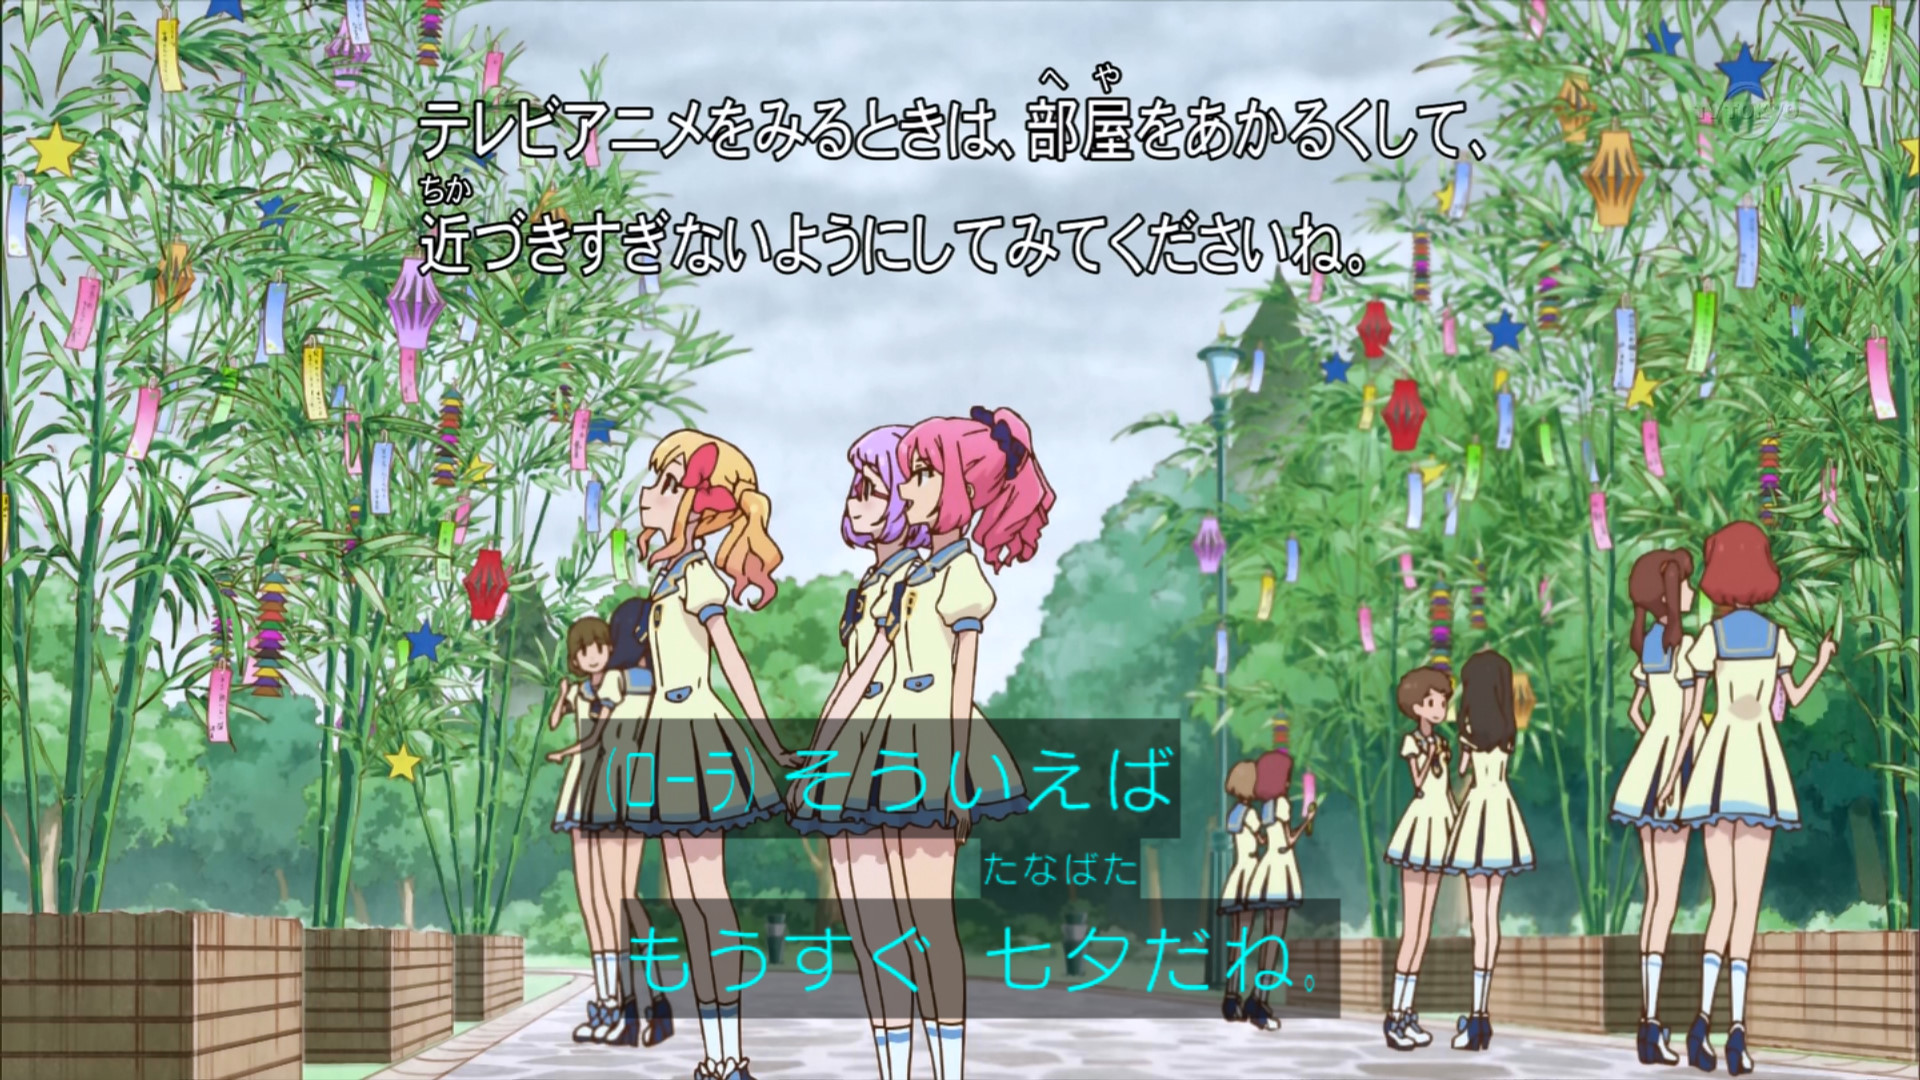 へや
テレビアニメをみるときは、部屋をあかるくして、
ちか
近づきすぎないようにしてみてくださいね。
(ローラ)そういえば
たなばた
もうすぐ 七夕だね。